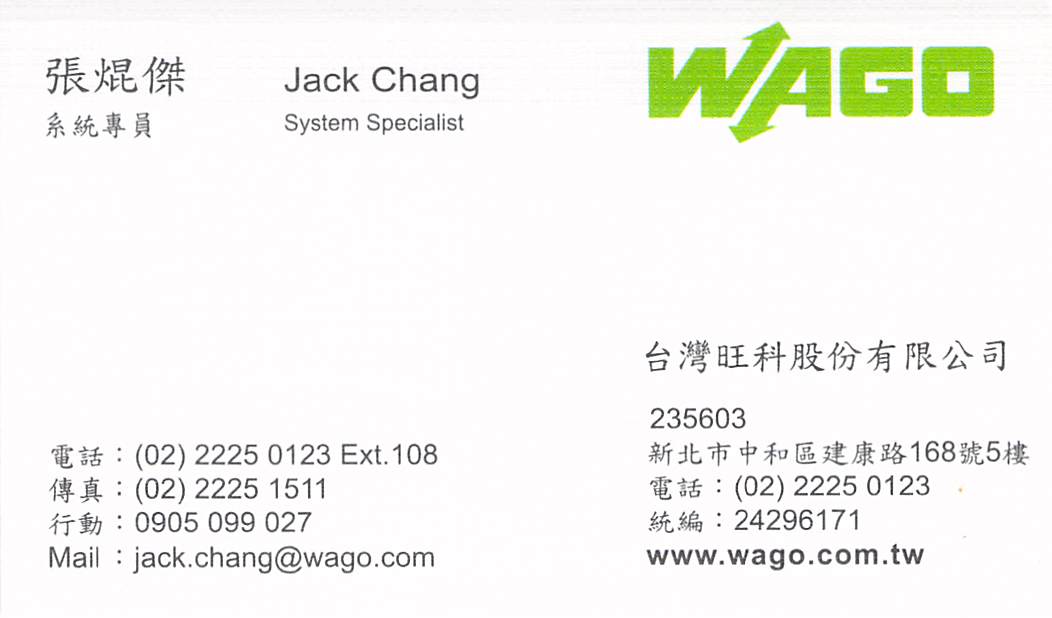 張焜傑 Jack Chang
系統專員 System Specialist
WAGO
台灣旺科股份有限公司
235603
新北市中和區建康路168號5樓
電話：(02) 2225 0123
統編：24296171
www.wago.com.tw
電話：(02) 2225 0123 Ext.108
傳真：(02) 2225 1511
行動：0905 099 027
Mail：jack.chang@wago.com